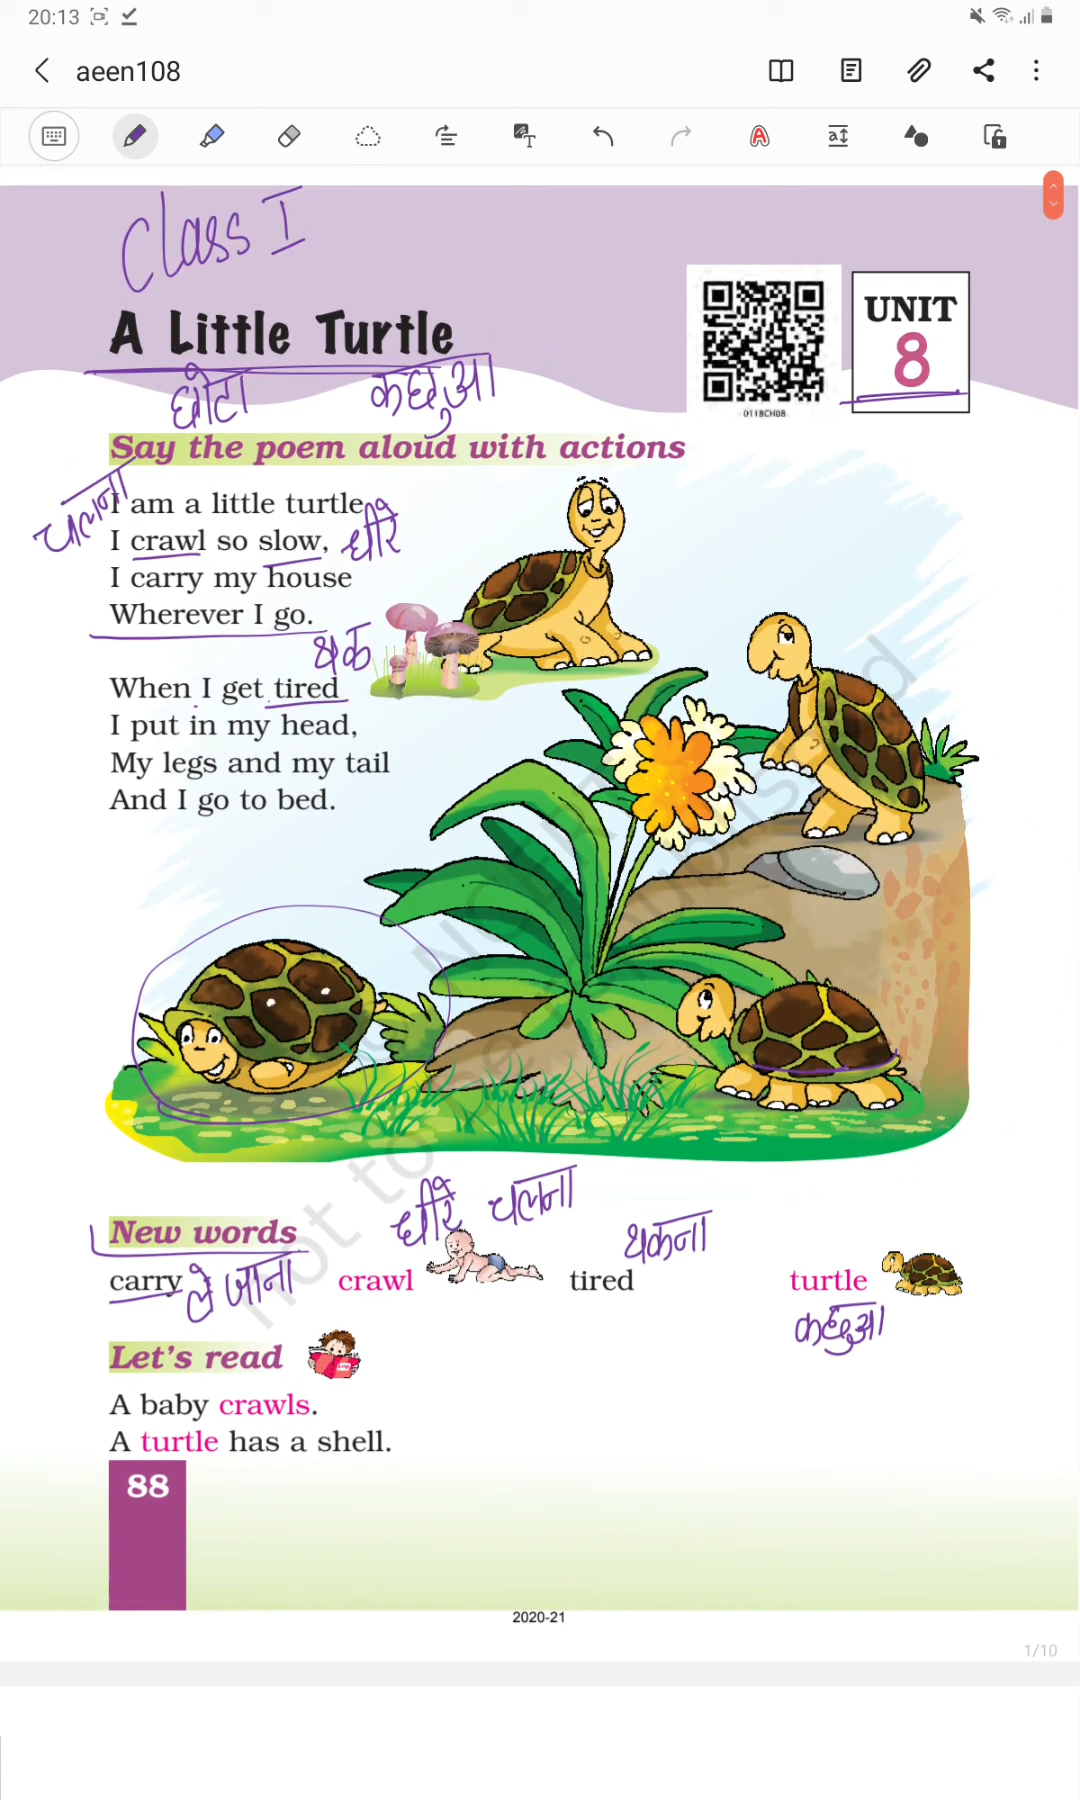 20:13
aeen108
Class I
A Little Turtle
UNIT
8
छोटा कछुआ
0118CH08
Say the poem aloud with actions
चलना
I am a little turtle
I crawl so slow, धीरे
I carry my house
Wherever I go.
थक
When I get tired
I put in my head,
My legs and my tail
And I go to bed.
धीरे चलना
New words थकना
carry ले जाना crawl tired turtle
कछुआ
Let's read
A baby crawls.
A turtle has a shell.
88
2020-21
1/10